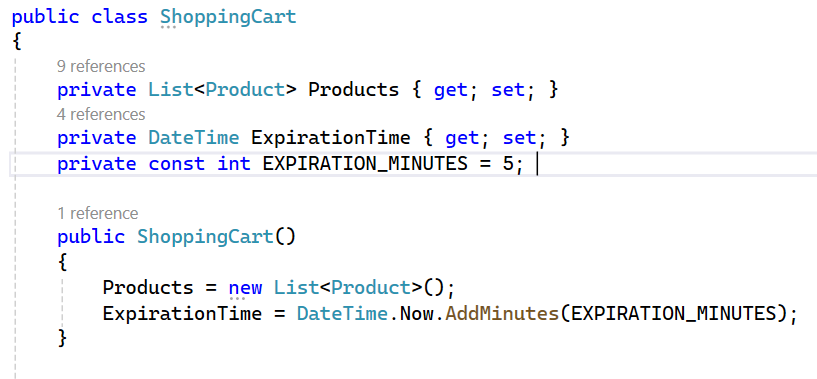 public class ShoppingCart
{
9 references
private List<Product> Products { get; set; }
4 references
private DateTime ExpirationTime { get; set; }
private const int EXPIRATION_MINUTES = 5;
1 reference
public ShoppingCart()
{
Products = new List<Product>();
ExpirationTime = DateTime.Now.AddMinutes(EXPIRATION_MINUTES);
}